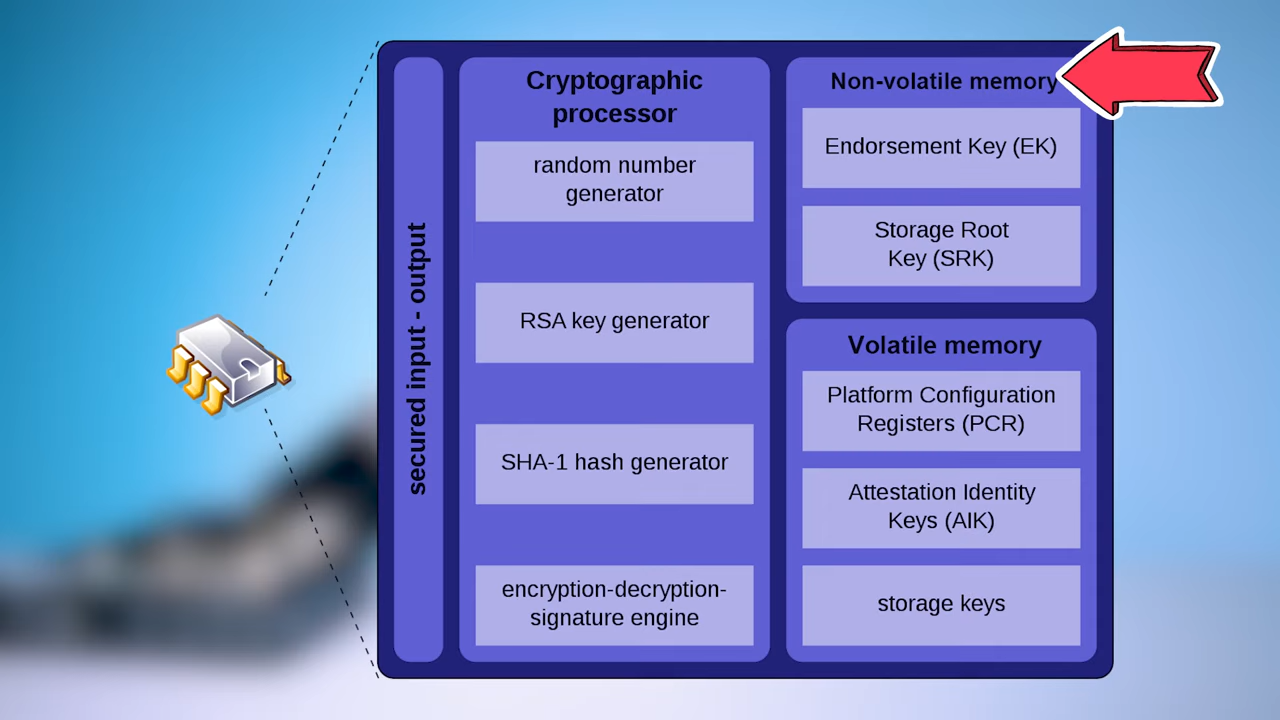 secured input - output
Cryptographic
processor
random number
generator
RSA key generator
SHA-1 hash generator
encryption-decryption-
signature engine
Non-volatile memory
Endorsement Key (EK)
Storage Root
Key (SRK)
Volatile memory
Platform Configuration
Registers (PCR)
Attestation Identity
Keys (AIK)
storage keys